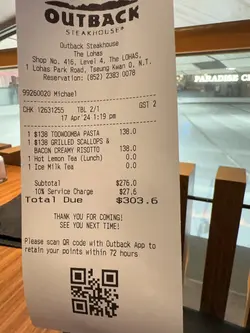 OUTBACK
STEAKHOUSE®
Outback Steakhouse
The Lohas
Shop No. 416, Level 4, The LOHAS,
1 Lohas Park Road, Tseung Kwan O, N.T.
Reservation: (852) 2383 0078
99260020 Michael
CHK 12631255 TBL 2/1 GST 2
17 Apr'24 1:19 pm
1 $138 TOOWOOMBA PASTA 138.0
1 $138 GRILLED SCALLOPS & 138.0
BACON CREAMY RISOTTO
1 Hot Lemon Tea (Lunch) 0.0
1 Ice Milk Tea 0.0
Subtotal $276.0
10% Service Charge $27.6
Total Due $303.6
THANK YOU FOR COMING!
SEE YOU NEXT TIME!
Please scan QR code with Outback App to
retain your points within 72 hours
PARADISE